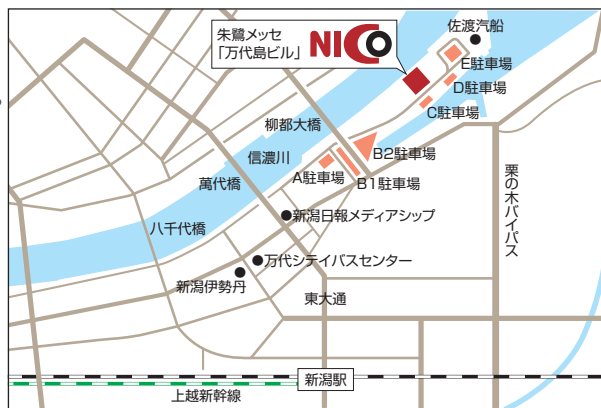 朱鷺メッセ
「万代島ビル」
NICO
佐渡汽船
E駐車場
D駐車場
C駐車場
柳都大橋
B2駐車場
信濃川
A駐車場
B1駐車場
萬代橋
栗の木バイパス
新潟日報メディアシップ
八千代橋
万代シテイバスセンター
新潟伊勢丹
東大通
新潟駅
上越新幹線